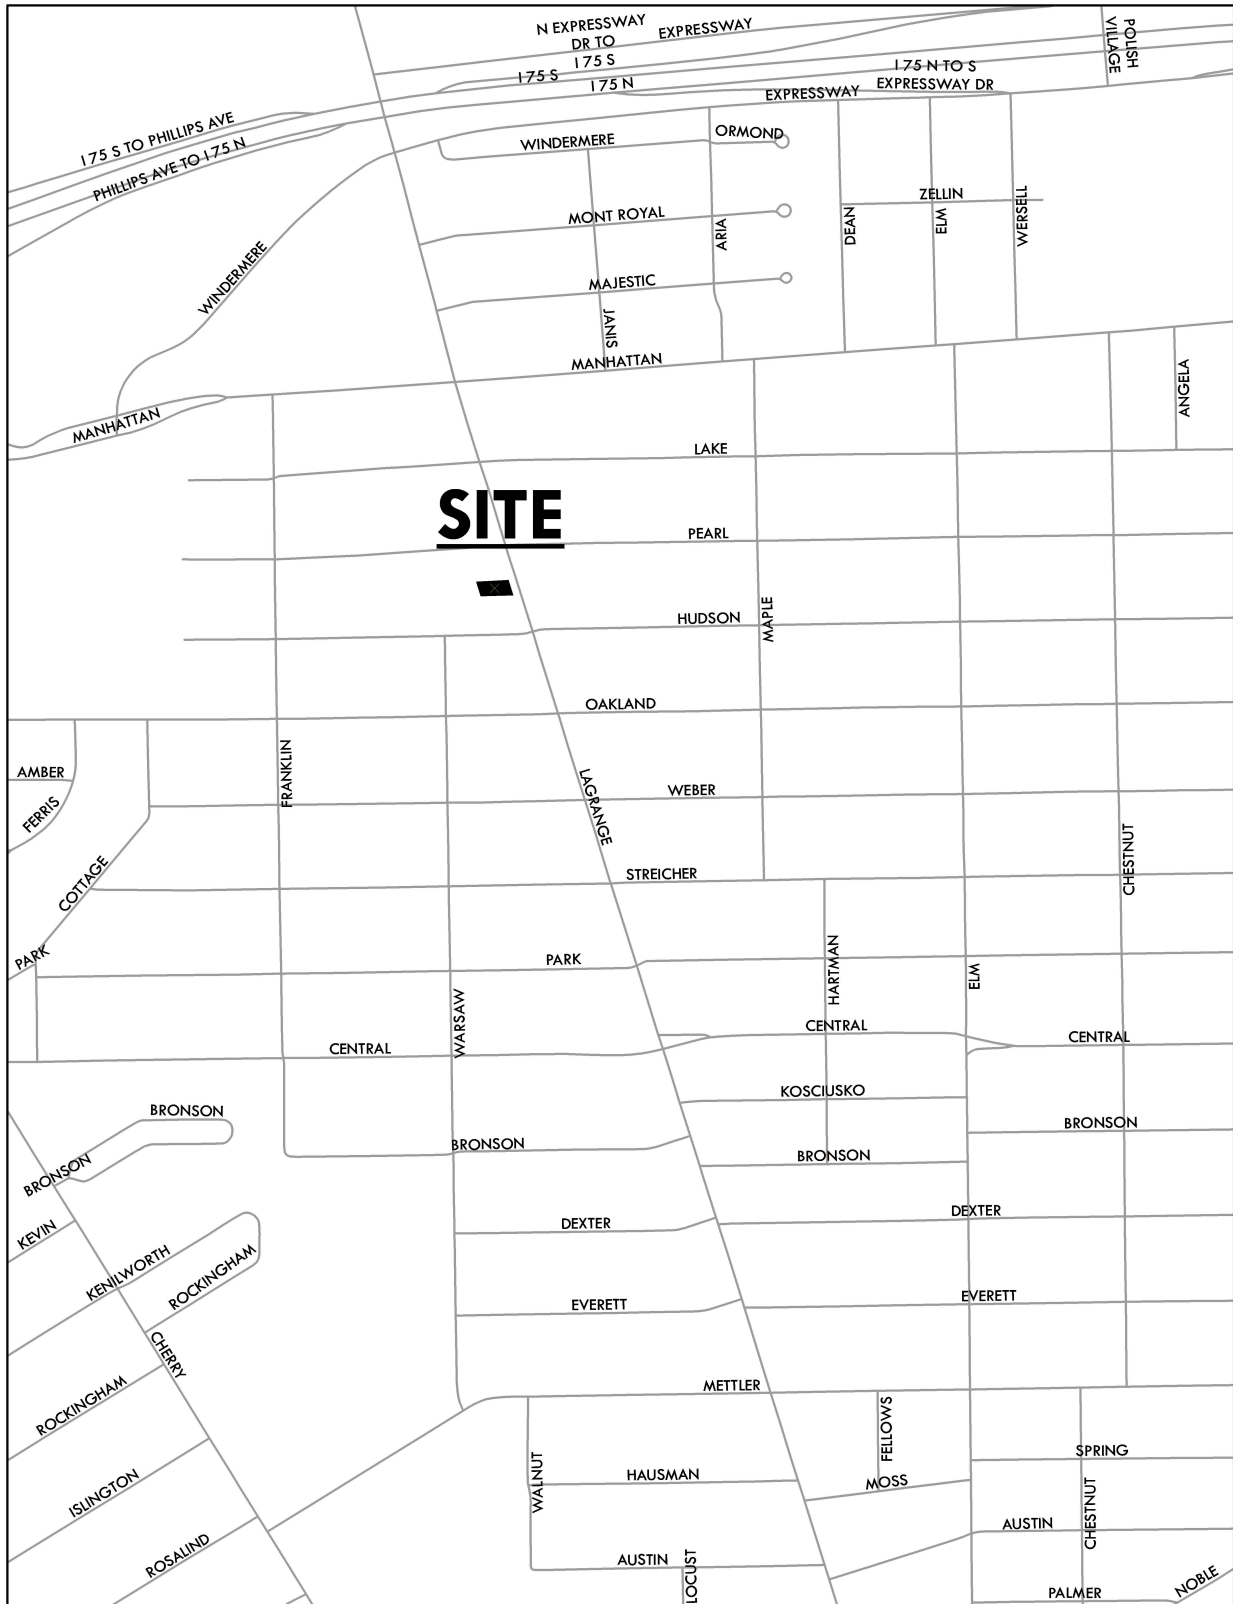 N EXPRESSWAY
DR TO
EXPRESSWAY
POLISH
VILLAGE
I 75 S
I 75 S
I 75 N
I 75 N TO S
EXPRESSWAY DR
EXPRESSWAY
I 75 S TO PHILLIPS AVE
PHILLIPS AVE TO I 75 N
WINDERMERE
ORMOND
MONT ROYAL
ARIA
DEAN
ZELLIN
ELM
WERSELL
WINDERMERE
MAJESTIC
JANIS
MANHATTAN
ANGELA
MANHATTAN
LAKE
SITE
PEARL
HUDSON
MAPLE
OAKLAND
AMBER
FERRIS
FRANKLIN
LAGRANGE
WEBER
COTTAGE
STREICHER
CHESTNUT
PARK
PARK
HARTMAN
ELM
WARSAW
CENTRAL
CENTRAL
CENTRAL
KOSCIUSKO
BRONSON
BRONSON
BRONSON
BRONSON
BRONSON
DEXTER
DEXTER
KEVIN
KENILWORTH
ROCKINGHAM
EVERETT
EVERETT
CHERRY
METTLER
ROCKINGHAM
FELLOWS
SPRING
ISLINGTON
WALNUT
HAUSMAN
MOSS
CHESTNUT
AUSTIN
ROSALIND
AUSTIN
LOCUST
PALMER
NOBLE